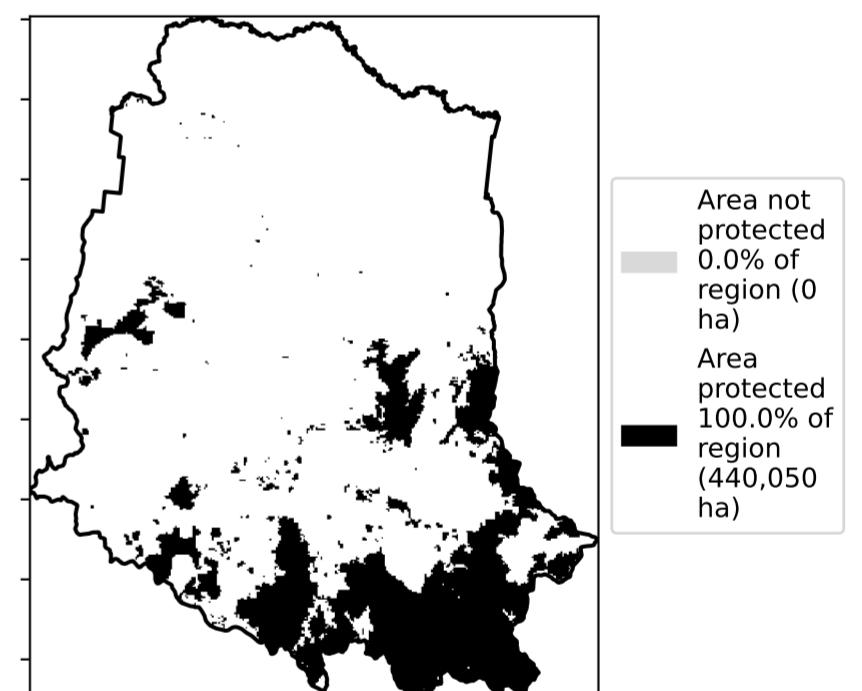 Area not
protected
0.0% of
region (0
ha)
Area
protected
100.0% of
region
(440,050
ha)